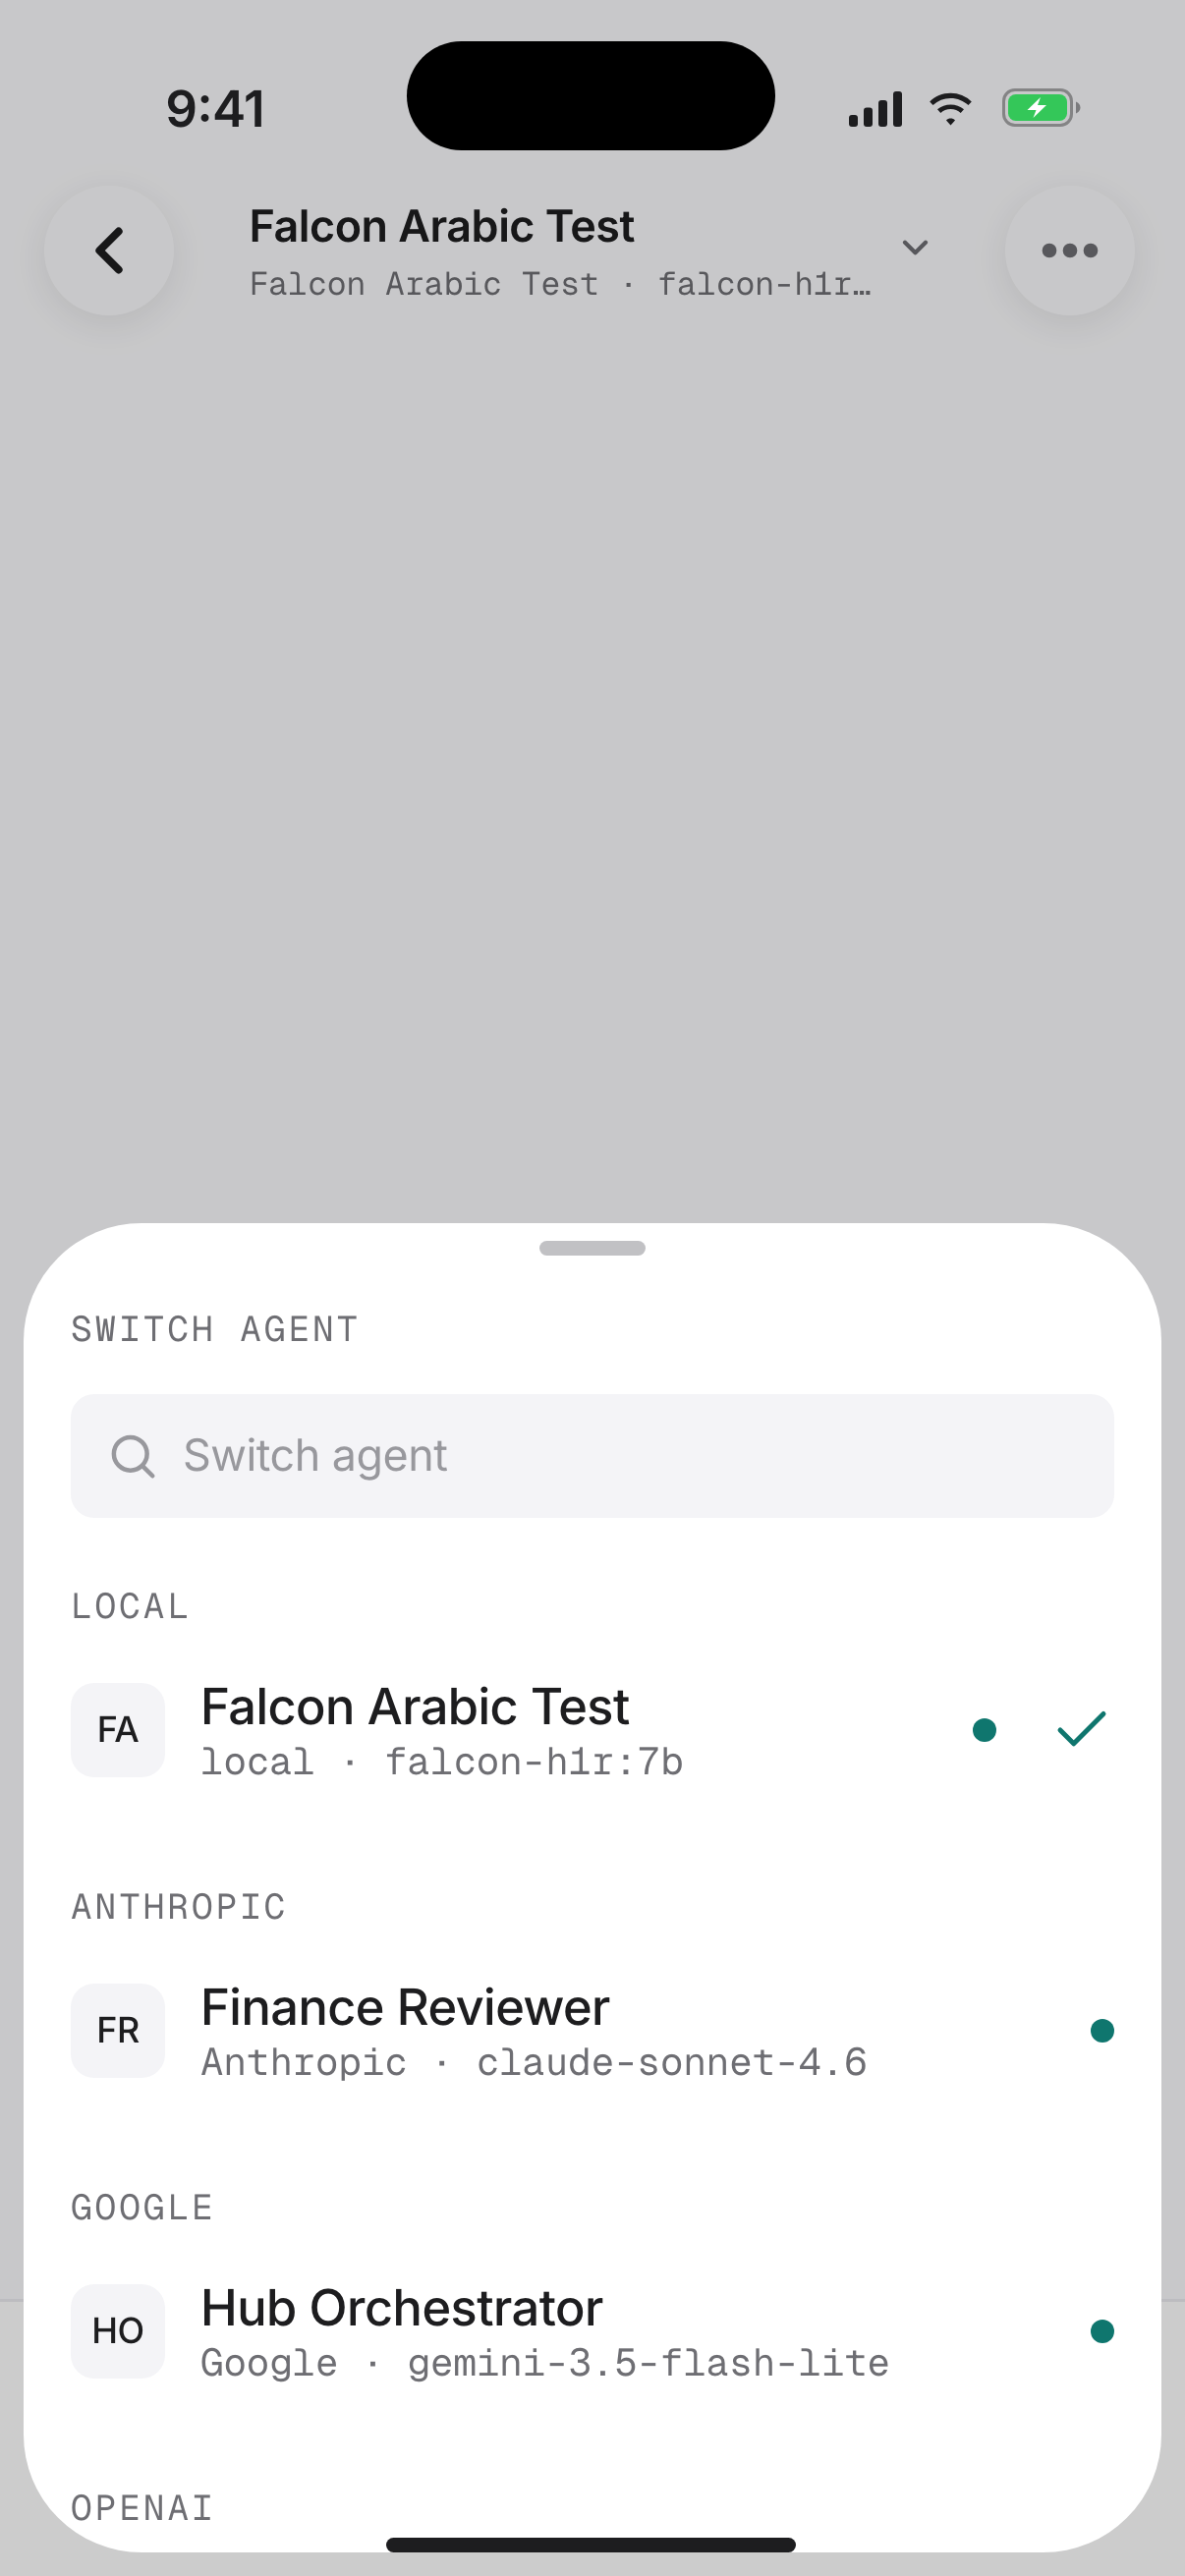 9:41
Falcon Arabic Test
Falcon Arabic Test · falcon-h1r…
SWITCH AGENT
Switch agent
LOCAL
FA
Falcon Arabic Test
local · falcon-h1r:7b
ANTHROPIC
FR
Finance Reviewer
Anthropic · claude-sonnet-4.6
GOOGLE
HO
Hub Orchestrator
Google · gemini-3.5-flash-lite
OPENAI